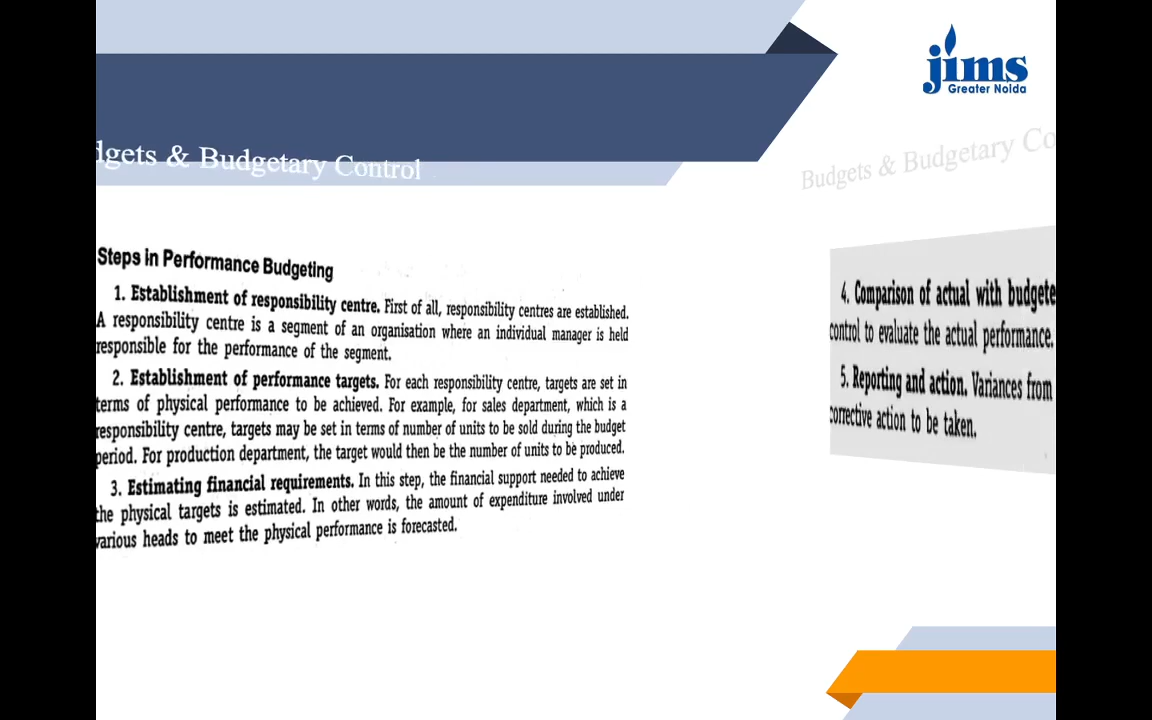 jims
Greater Noida
dgets & Budgetary Control
Budgets & Budgetary Co
Steps in Performance Budgeting
1. Establishment of responsibility centre. First of all, responsibility centres are established.
A responsibility centre is a segment of an organisation where an individual manager is held
responsible for the performance of the segment.
2. Establishment of performance targets. For each responsibility centre, targets are set in
terms of physical performance to be achieved. For example, for sales department, which is a
responsibility centre, targets may be set in terms of number of units to be sold during the budget
period. For production department, the target would then be the number of units to be produced.
3. Estimating financial requirements. In this step, the financial support needed to achieve
the physical targets is estimated. In other words, the amount of expenditure involved under
various heads to meet the physical performance is forecasted.
4. Comparison of actual with budgete
control to evaluate the actual performance.
5. Reporting and action. Variances from
corrective action to be taken.